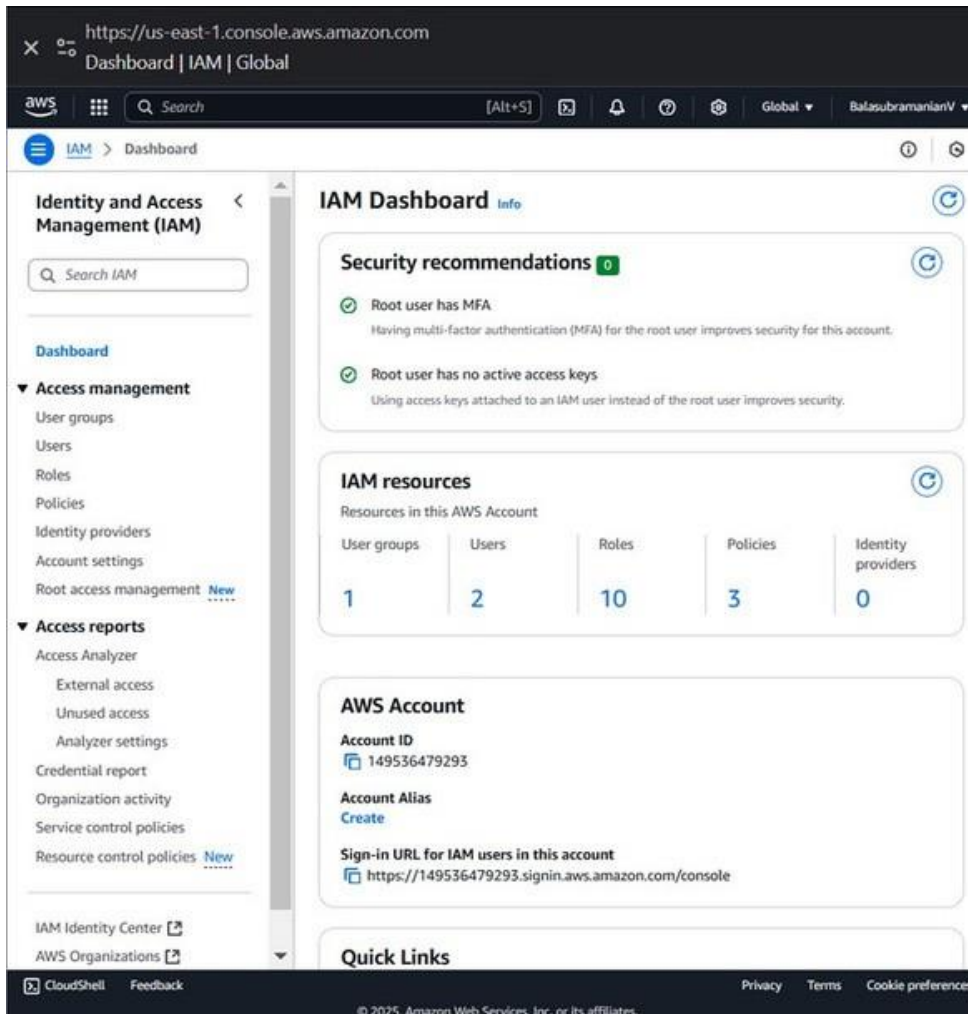 https://us-east-1.console.aws.amazon.com
Dashboard | IAM | Global
aws
Search
[Alt+S]
Global
BalasubramanianV
IAM > Dashboard
Identity and Access
Management (IAM)
Search IAM
Dashboard
Access management
User groups
Users
Roles
Policies
Identity providers
Account settings
Root access management New
Access reports
Access Analyzer
External access
Unused access
Analyzer settings
Credential report
Organization activity
Service control policies
Resource control policies New
IAM Identity Center
AWS Organizations
IAM Dashboard Info
Security recommendations 0
Root user has MFA
Having multi-factor authentication (MFA) for the root user improves security for this account.
Root user has no active access keys
Using access keys attached to an IAM user instead of the root user improves security.
IAM resources
Resources in this AWS Account
User groups
1
Users
2
Roles
10
Policies
3
Identity
providers
0
AWS Account
Account ID
149536479293
Account Alias
Create
Sign-in URL for IAM users in this account
https://149536479293.signin.aws.amazon.com/console
Quick Links
CloudShell
Feedback
Privacy
Terms
Cookie preference
© 2025, Amazon Web Services, Inc. or its affiliates.